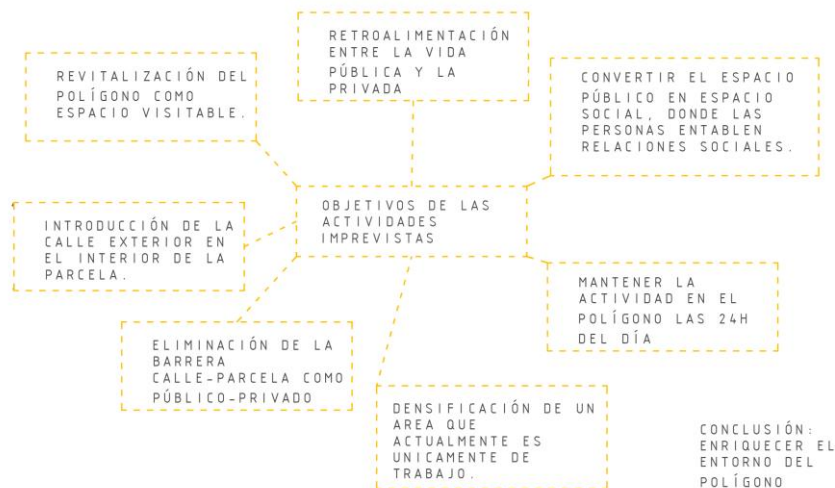 RETROALIMENTACIÓN
ENTRE LA VIDA
PÚBLICA Y LA
PRIVADA
REVITALIZACIÓN DEL
POLÍGONO COMO
ESPACIO VISITABLE.
CONVERTIR EL ESPACIO
PÚBLICO EN ESPACIO
SOCIAL, DONDE LAS
PERSONAS ENTABLEN
RELACIONES SOCIALES.
OBJETIVOS DE LAS
ACTIVIDADES
IMPREVISTAS
INTRODUCCIÓN DE LA
CALLE EXTERIOR EN
EL INTERIOR DE LA
PARCELA.
MANTENER LA
ACTIVIDAD EN EL
POLÍGONO LAS 24H
DEL DÍA
ELIMINACIÓN DE LA
BARRERA
CALLE-PARCELA COMO
PÚBLICO-PRIVADO
DENSIFICACIÓN DE UN
AREA QUE
ACTUALMENTE ES
UNICAMENTE DE
TRABAJO.
CONCLUSIÓN:
ENRIQUECER EL
ENTORNO DEL
POLÍGONO